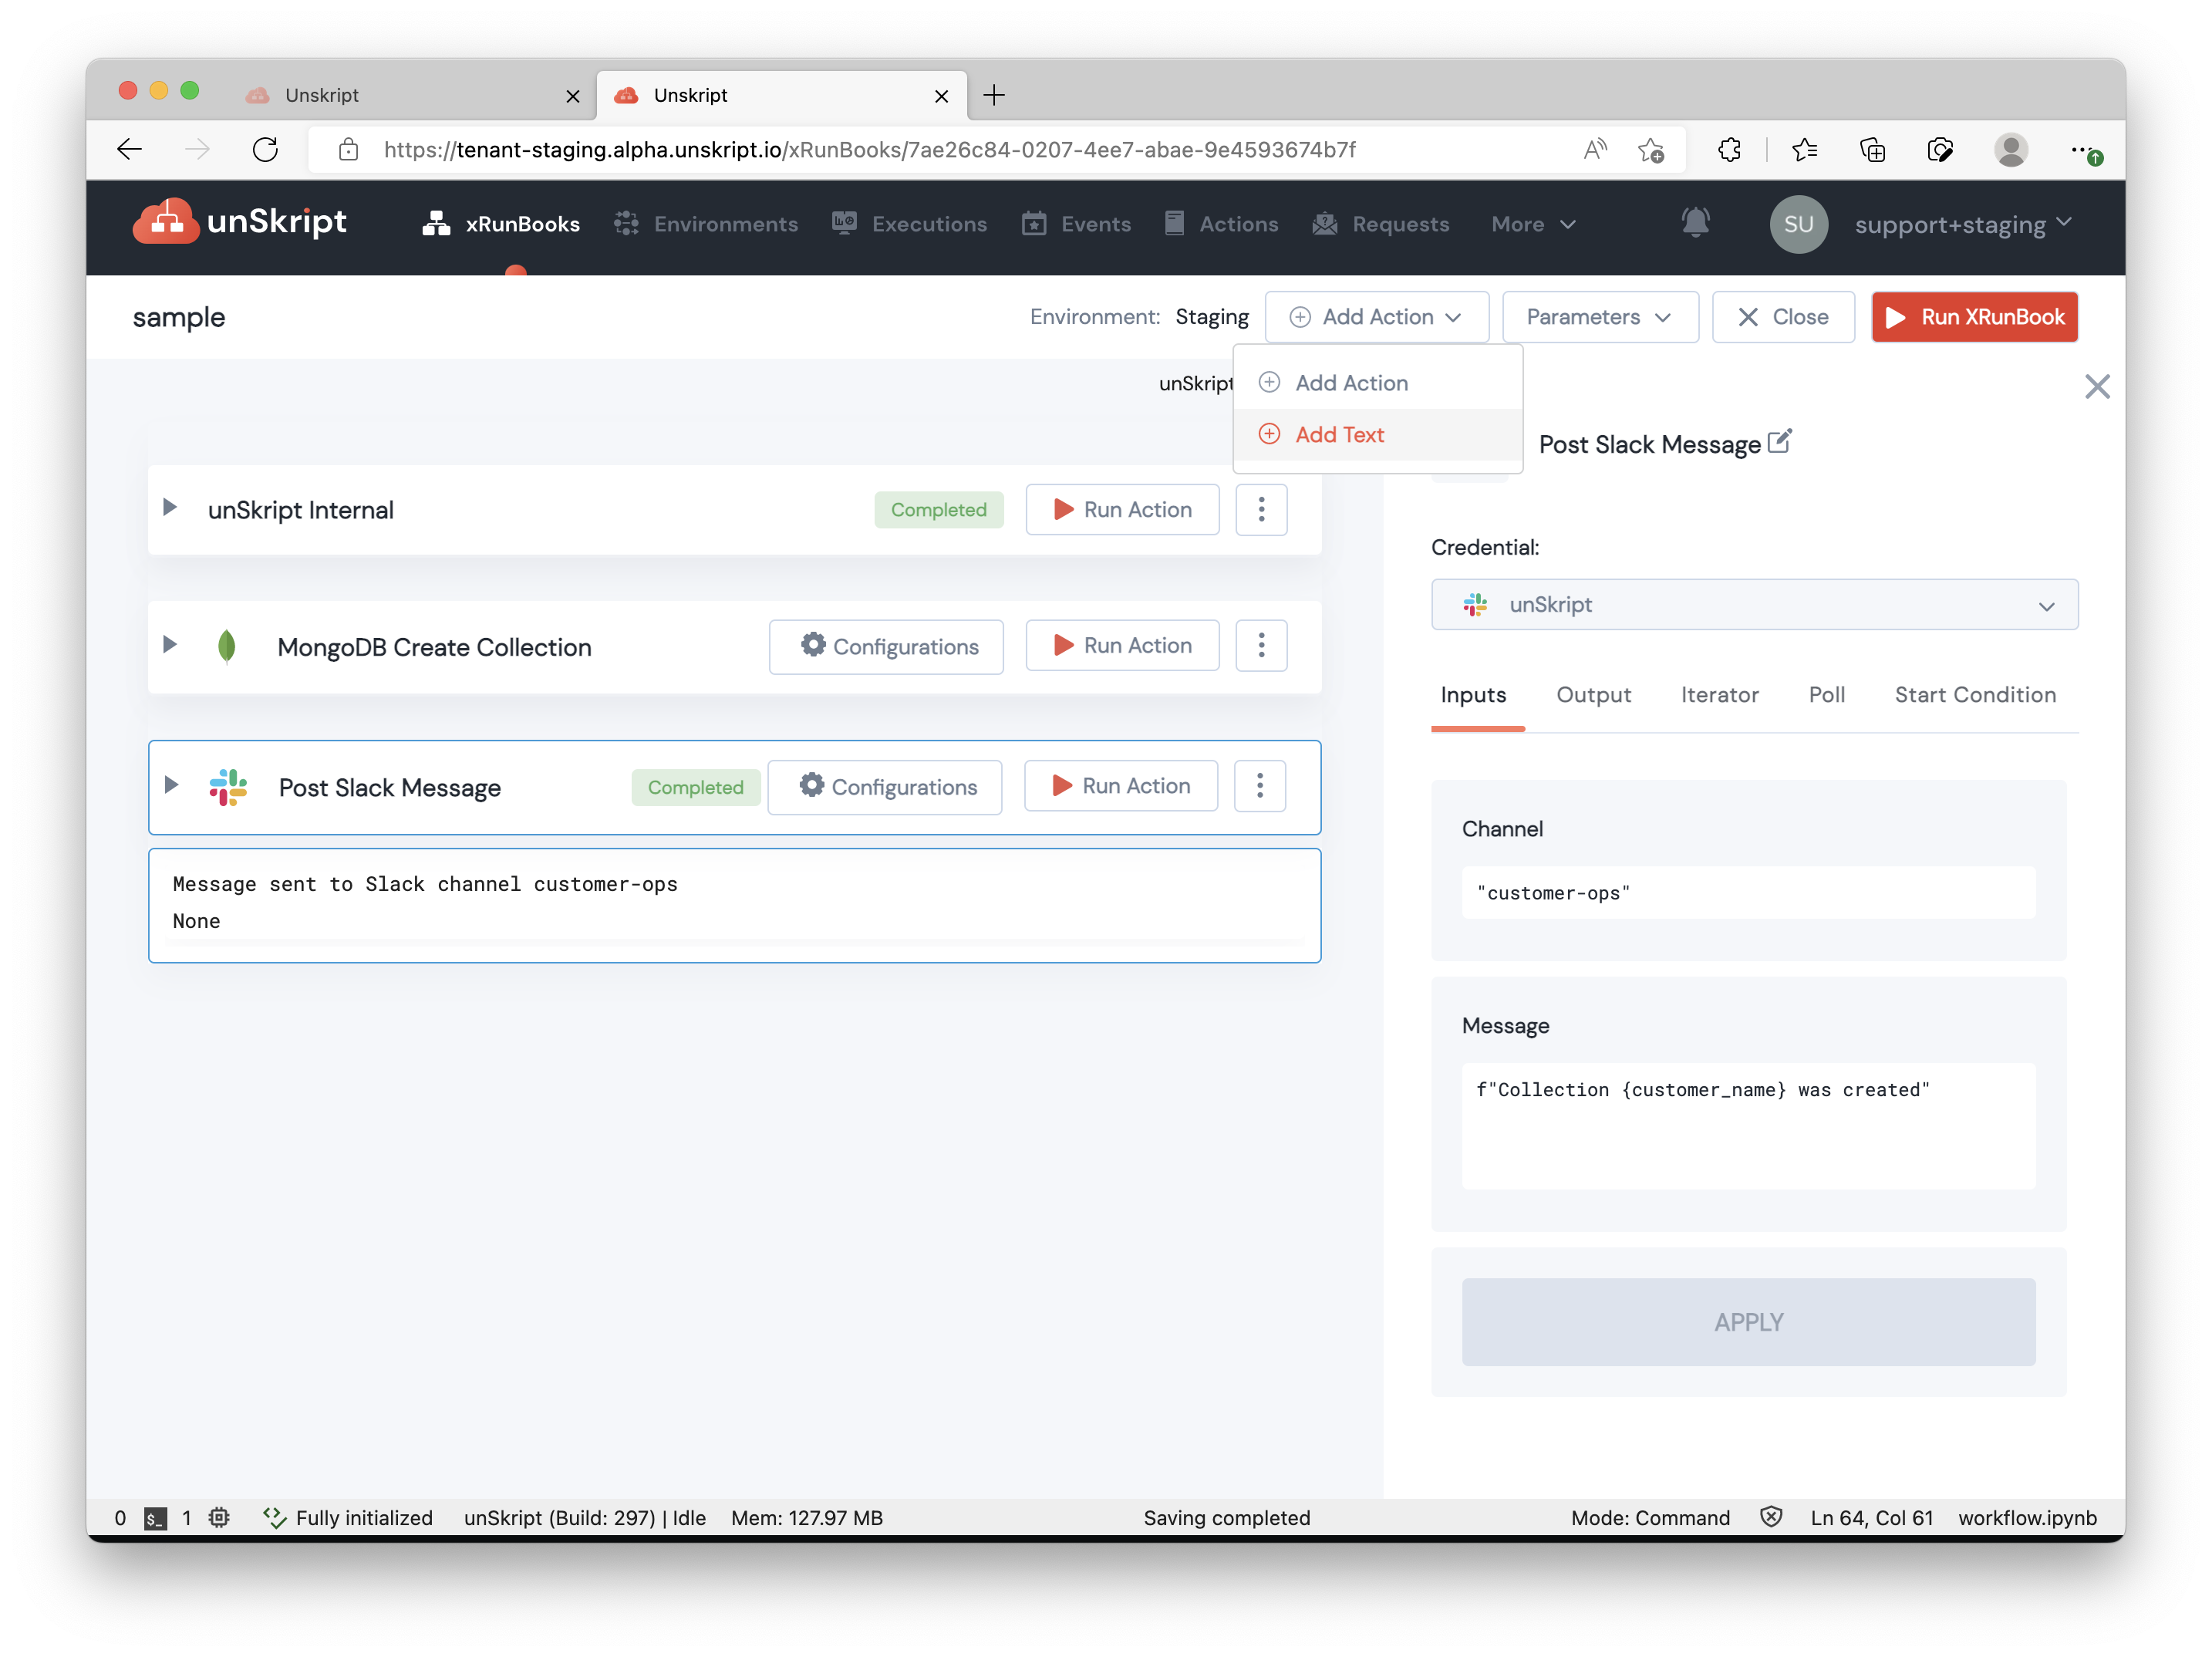 Unskript
Unskript
https://tenant-staging.alpha.unskript.io/xRunBooks/7ae26c84-0207-4ee7-abae-9e4593674b7f
unSkript xRunBooks Environments Executions Events Actions Requests More SU support+staging
sample Environment: Staging Add Action Parameters Close Run XRunBook
unSkript
Add Action
Add Text
Post Slack Message
unSkript Internal Completed Run Action
Credential:
unSkript
MongoDB Create Collection Configurations Run Action
Inputs Output Iterator Poll Start Condition
Post Slack Message Completed Configurations Run Action
Channel
"customer-ops"
Message sent to Slack channel customer-ops
None
Message
f"Collection {customer_name} was created"
APPLY
0 $_ 1 Fully initialized unSkript (Build: 297) | Idle Mem: 127.97 MB Saving completed Mode: Command Ln 64, Col 61 workflow.ipynb